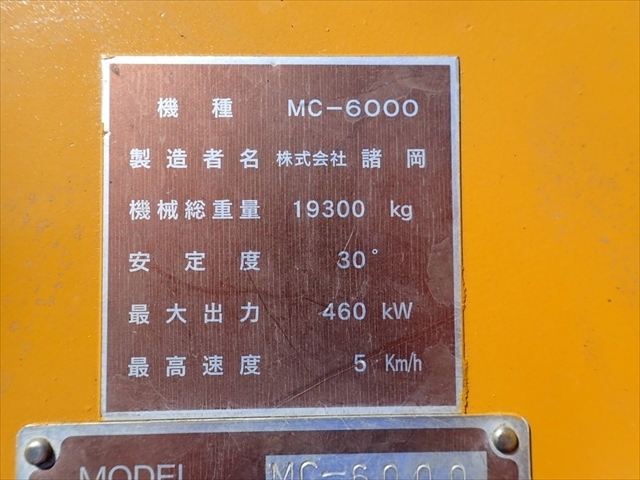 機種 MC-6000
製造者名 株式会社 諸岡
機械総重量 19300 kg
安定度 30°
最大出力 460 kW
最高速度 5 Km/h
MODEL MC-6000